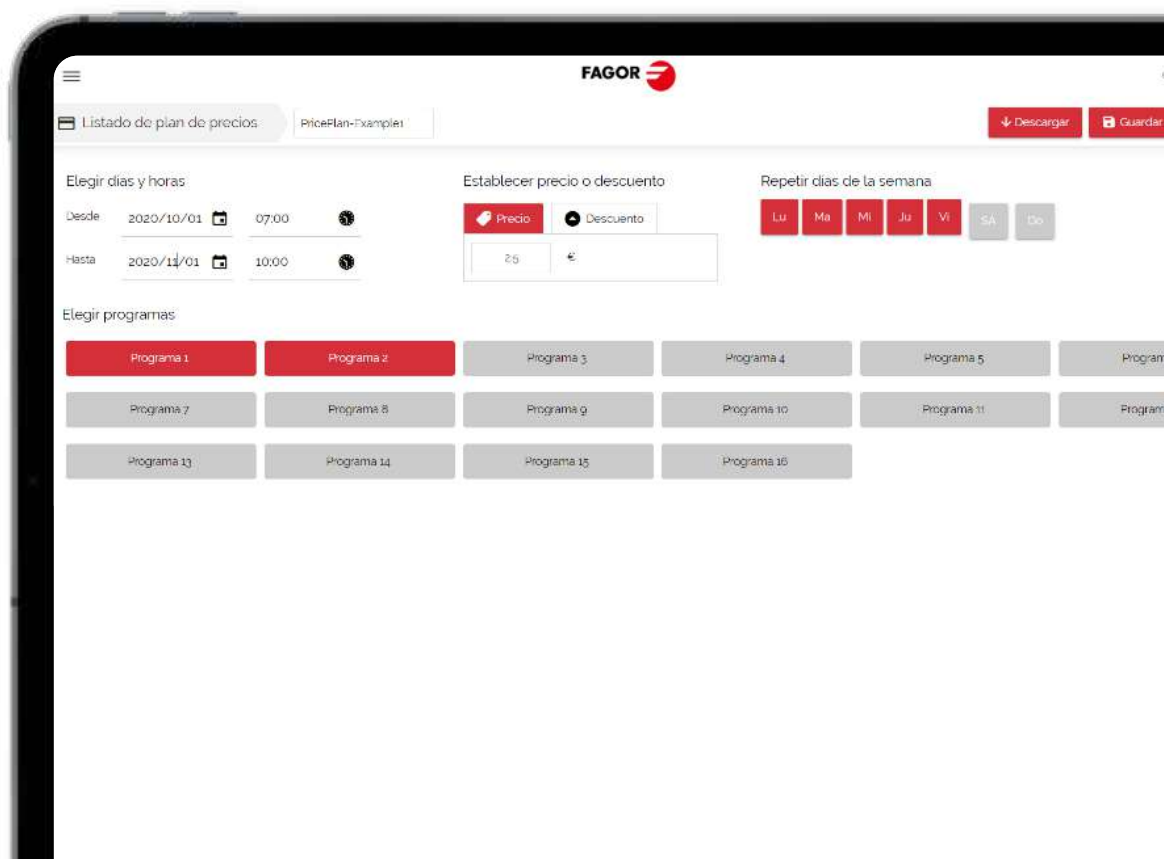 FAGOR
Listado de plan de precios
PricePlan-Example1
Descargar
Guardar
Elegir días y horas
Establecer precio o descuento
Repetir días de la semana
Desde
2020/10/01
07:00
Precio
Descuento
Lu
Ma
Mi
Ju
Vi
SA
Do
Hasta
2020/11/01
10:00
25
€
Elegir programas
Programa 1
Programa 2
Programa 3
Programa 4
Programa 5
Program
Programa 7
Programa 8
Programa 9
Programa 10
Programa 11
Program
Programa 13
Programa 14
Programa 15
Programa 16